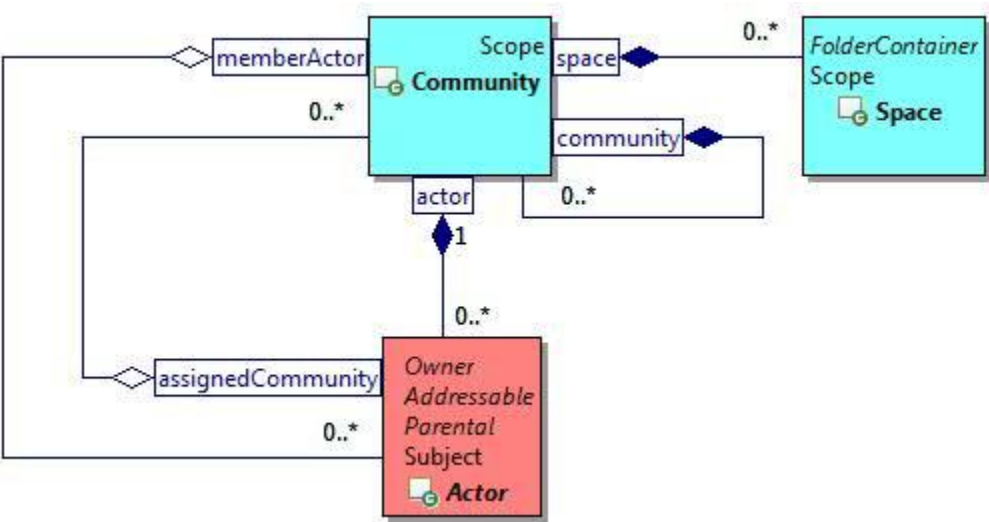 memberActor
Scope
Community
space
0..*
FolderContainer
Scope
Space
0..*
community
0..*
actor
1
0..*
assignedCommunity
0..*
Owner
Addressable
Parental
Subject
Actor